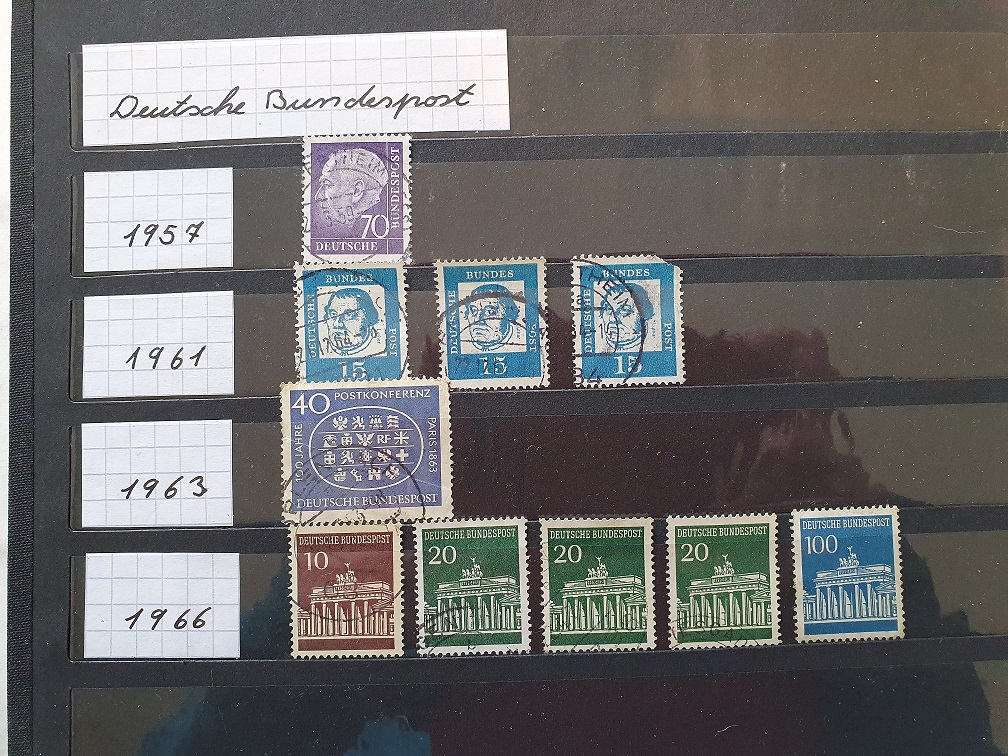 Deutsche Bundespost
1957
70
BUNDESPOST
DEUTSCHE
1961
BUNDES
DEUTSCHE
POST
15
BUNDES
DEUTSCHE
POST
15
BUNDES
DEUTSCHE
POST
15
1963
40 POSTKONFERENZ
100 JAHRE
PARIS 1863
RF
DEUTSCHE BUNDESPOST
1966
DEUTSCHE BUNDESPOST
10
DEUTSCHE BUNDESPOST
20
DEUTSCHE BUNDESPOST
20
DEUTSCHE BUNDESPOST
20
DEUTSCHE BUNDESPOST
100